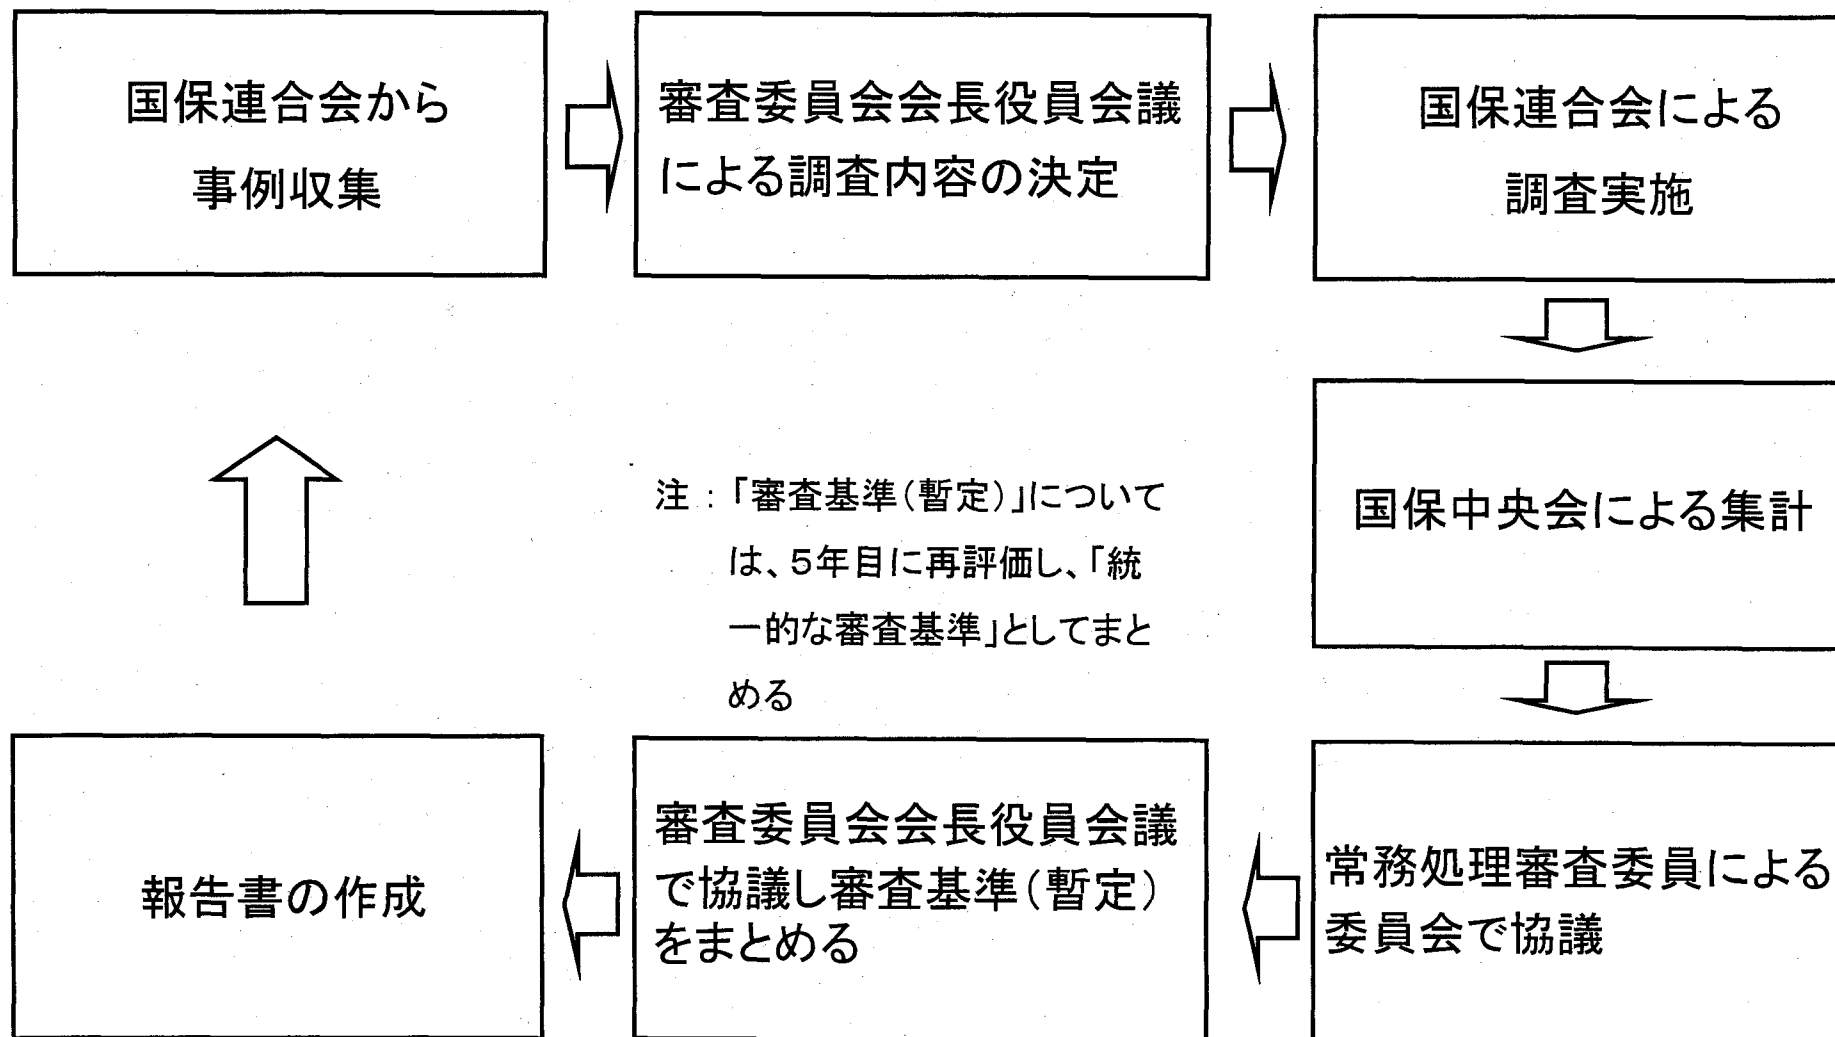 国保連合会から
事例収集
審査委員会会長役員会議
による調査内容の決定
国保連合会による
調査実施
国保中央会による集計
注：「審査基準（暫定）」について
は、5年目に再評価し、「統
一的な審査基準」としてまと
める
常務処理審査委員による
委員会で協議
審査委員会会長役員会議
で協議し審査基準（暫定）
をまとめる
報告書の作成